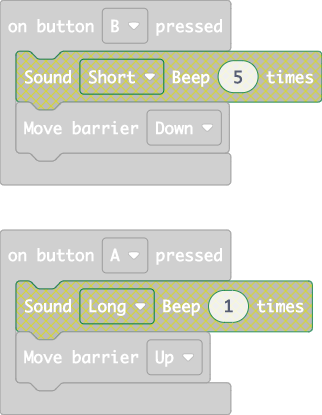 on button B pressed
Sound Short Beep 5 times
Move barrier Down
on button A pressed
Sound Long Beep 1 times
Move barrier Up